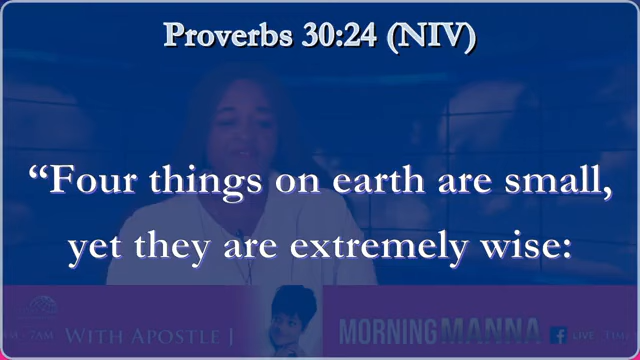 Proverbs 30:24 (NIV)
“Four things on earth are small,
yet they are extremely wise:
7AM WITH APOSTLE J MORNING MANNA LIVE